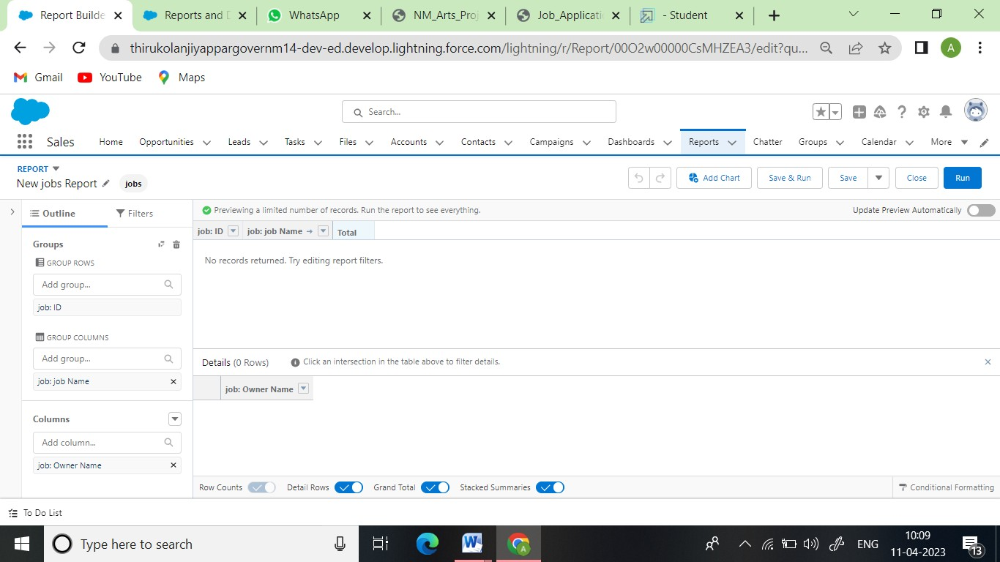 Report Builde
Reports and D
WhatsApp
NM_Arts_Proj
Job_Applicati
- Student
thirukolanjiyappargovernm14-dev-ed.develop.lightning.force.com/lightning/r/Report/00O2w00000CsMHZEA3/edit?qu...
A
Gmail
YouTube
Maps
Search...
Sales
Home
Opportunities
Leads
Tasks
Files
Accounts
Contacts
Campaigns
Dashboards
Reports
Chatter
Groups
Calendar
More
REPORT
New jobs Report
jobs
Add Chart
Save & Run
Save
Close
Run
Outline
Filters
Previewing a limited number of records. Run the report to see everything.
Update Preview Automatically
Groups
GROUP ROWS
Add group...
job: ID
GROUP COLUMNS
Add group...
job: job Name
Columns
Add column...
job: Owner Name
job: ID
job: job Name
Total
No records returned. Try editing report filters.
Details (0 Rows)
Click an intersection in the table above to filter details.
job: Owner Name
Row Counts
Detail Rows
Grand Total
Stacked Summaries
Conditional Formatting
To Do List
Type here to search
W
A
ENG
10:09
11-04-2023
13